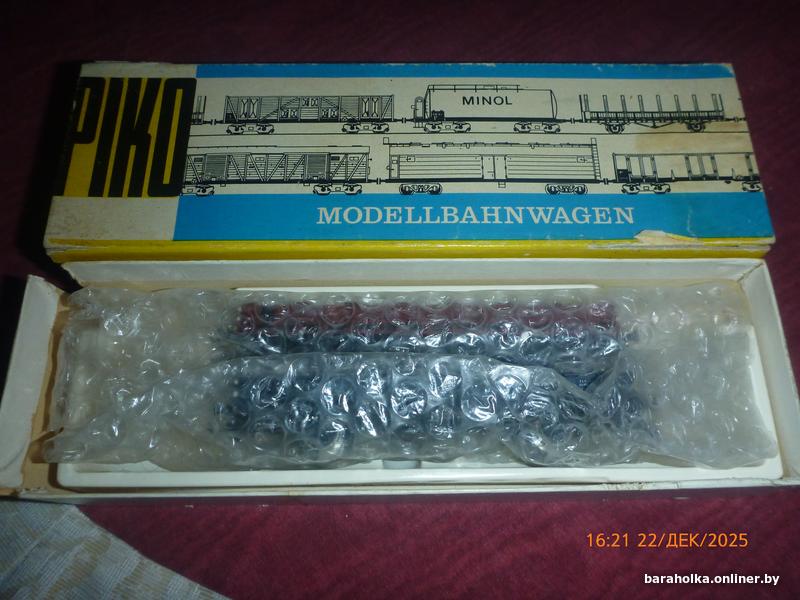 PIKO
MINOL
MODELLBAHNWAGEN
16:21 22/ДЕК/2025
baraholka.onliner.by